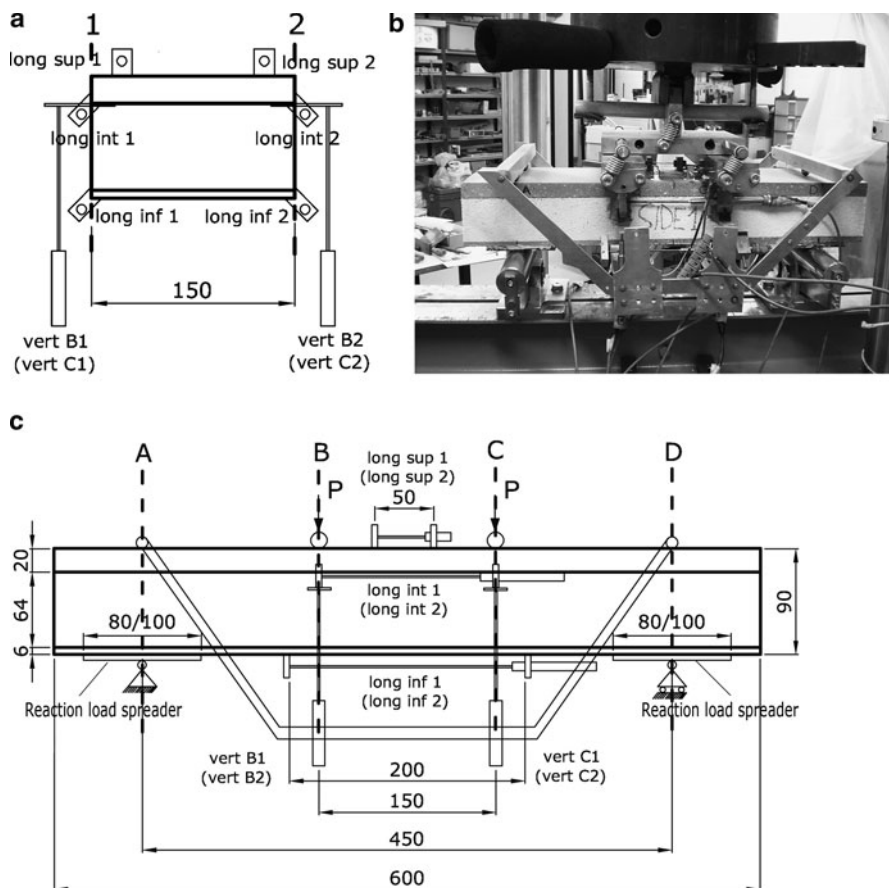 a
1
2
long sup 1
long sup 2
long int 1
long int 2
long inf 1
long inf 2
150
vert B1
(vert C1)
vert B2
(vert C2)
b
SIDE 1
c
A
B
C
D
P
P
long sup 1
(long sup 2)
50
20
64
6
90
long int 1
(long int 2)
80/100
80/100
long inf 1
(long inf 2)
Reaction load spreader
Reaction load spreader
vert B1
(vert B2)
vert C1
(vert C2)
200
150
450
600